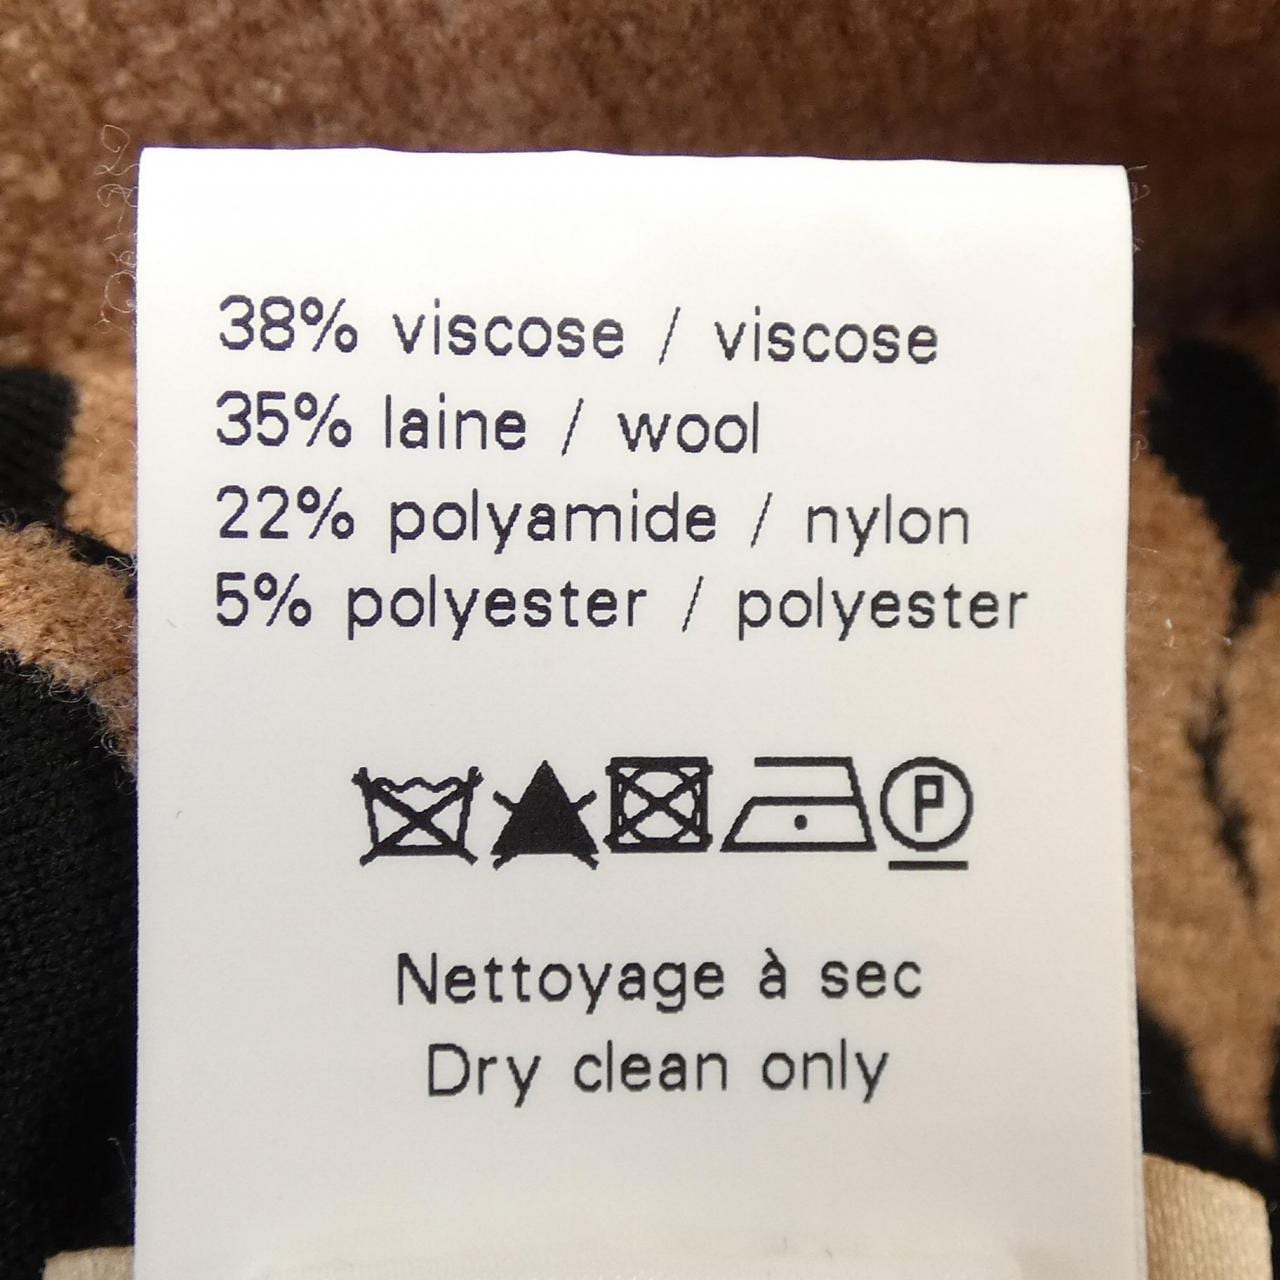 38% viscose / viscose
35% laine / wool
22% polyamide / nylon
5% polyester / polyester
P
Nettoyage à sec
Dry clean only